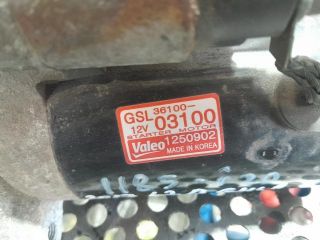 GSL 36100-
12V 03100
STARTER MOTOR
Valeo 1250902
MADE IN KOREA